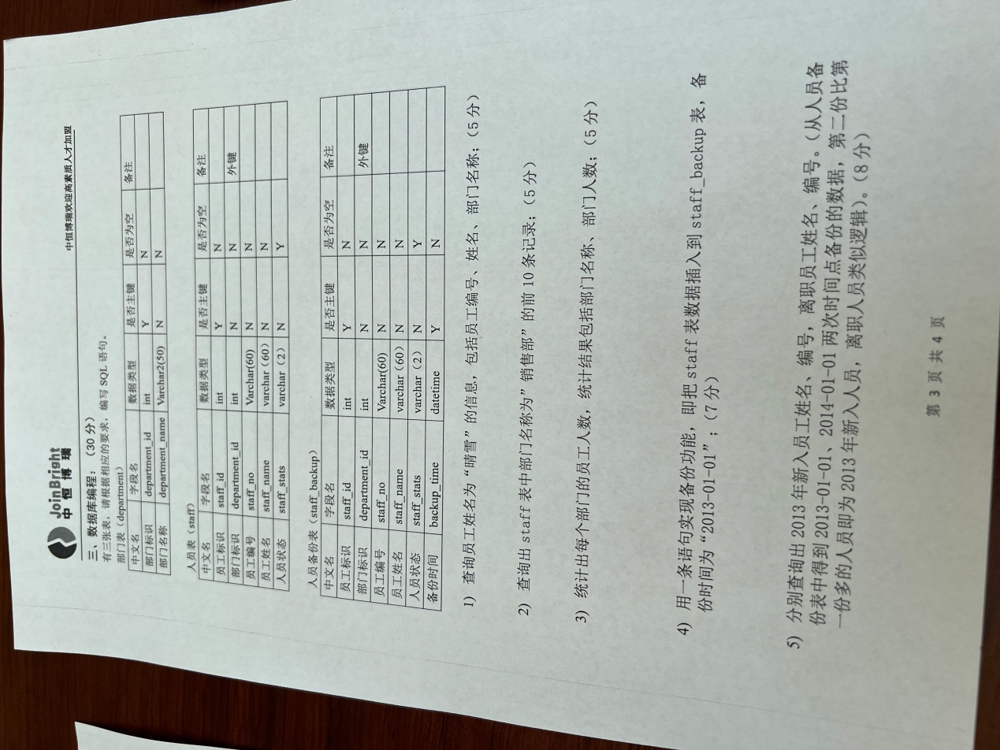 JoinBright
中 恒 博 瑞
中恒博瑞欢迎高素质人才加盟
三、数据库编程：（30 分）
有三张表，请根据相应的要求，编写 SQL 语句。
部门表（department）
中文名 字段名 数据类型 是否主键 是否为空 备注
部门标识 department_id int Y N
部门名称 department_name Varchar2(50) N N
人员表（staff）
中文名 字段名 数据类型 是否主键 是否为空 备注
员工标识 staff_id int Y N
部门标识 department_id int N N 外键
员工编号 staff_no Varchar(60) N N
员工姓名 staff_name varchar（60） N N
人员状态 staff_stats varchar（2） N Y
人员备份表（staff_backup）
中文名 字段名 数据类型 是否主键 是否为空 备注
员工标识 staff_id int Y N
部门标识 department_id int N N 外键
员工编号 staff_no Varchar(60) N N
员工姓名 staff_name varchar（60） N N
人员状态 staff_stats varchar（2） N Y
备份时间 backup_time datetime Y N
1) 查询员工姓名为“晴雪”的信息，包括员工编号、姓名、部门名称；（5 分）
2) 查询出 staff 表中部门名称为”销售部”的前 10 条记录；（5 分）
3) 统计出每个部门的员工人数，统计结果包括部门名称、部门人数；（5 分）
4) 用一条语句实现备份功能，即把 staff 表数据插入到 staff_backup 表，备
份时间为“2013-01-01”；（7 分）
5) 分别查询出 2013 年新入员工姓名、编号，离职员工姓名、编号。（从人员备
份表中得到 2013-01-01、2014-01-01 两次时间点备份的数据，第二份比第
一份多的人员即为 2013 年新入人员，离职人员类似逻辑）。（8 分）
第 3 页 共 4 页